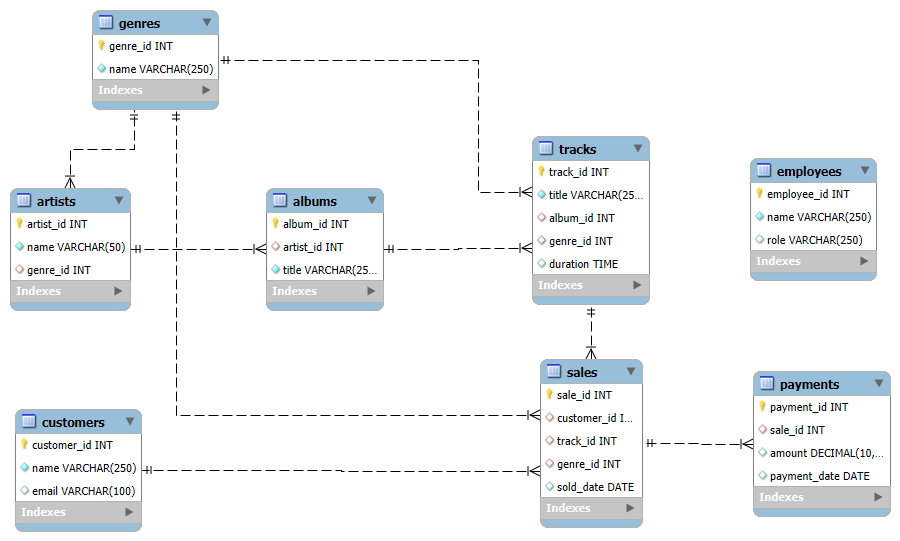 genres
genre_id INT
name VARCHAR(250)
Indexes
artists
artist_id INT
name VARCHAR(50)
genre_id INT
Indexes
albums
album_id INT
artist_id INT
title VARCHAR(25...
Indexes
tracks
track_id INT
title VARCHAR(25...
album_id INT
genre_id INT
duration TIME
Indexes
employees
employee_id INT
name VARCHAR(250)
role VARCHAR(250)
Indexes
customers
customer_id INT
name VARCHAR(250)
email VARCHAR(100)
Indexes
sales
sale_id INT
customer_id I...
track_id INT
genre_id INT
sold_date DATE
Indexes
payments
payment_id INT
sale_id INT
amount DECIMAL(10,...
payment_date DATE
Indexes